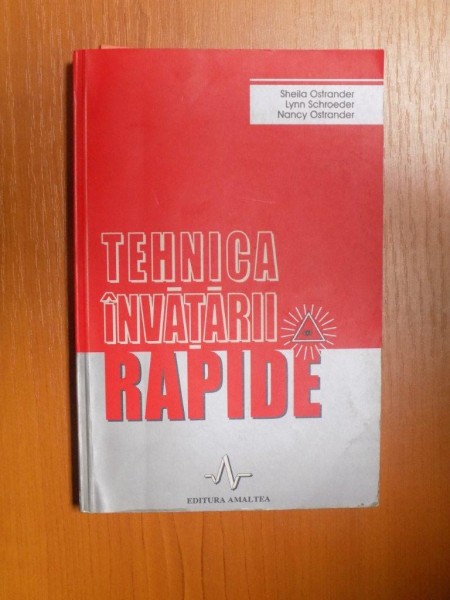 Sheila Ostrander
Lynn Schroeder
Nancy Ostrander
TEHNICA
ÎNVĂȚĂRII
RAPIDE
EDITURA AMALTEA